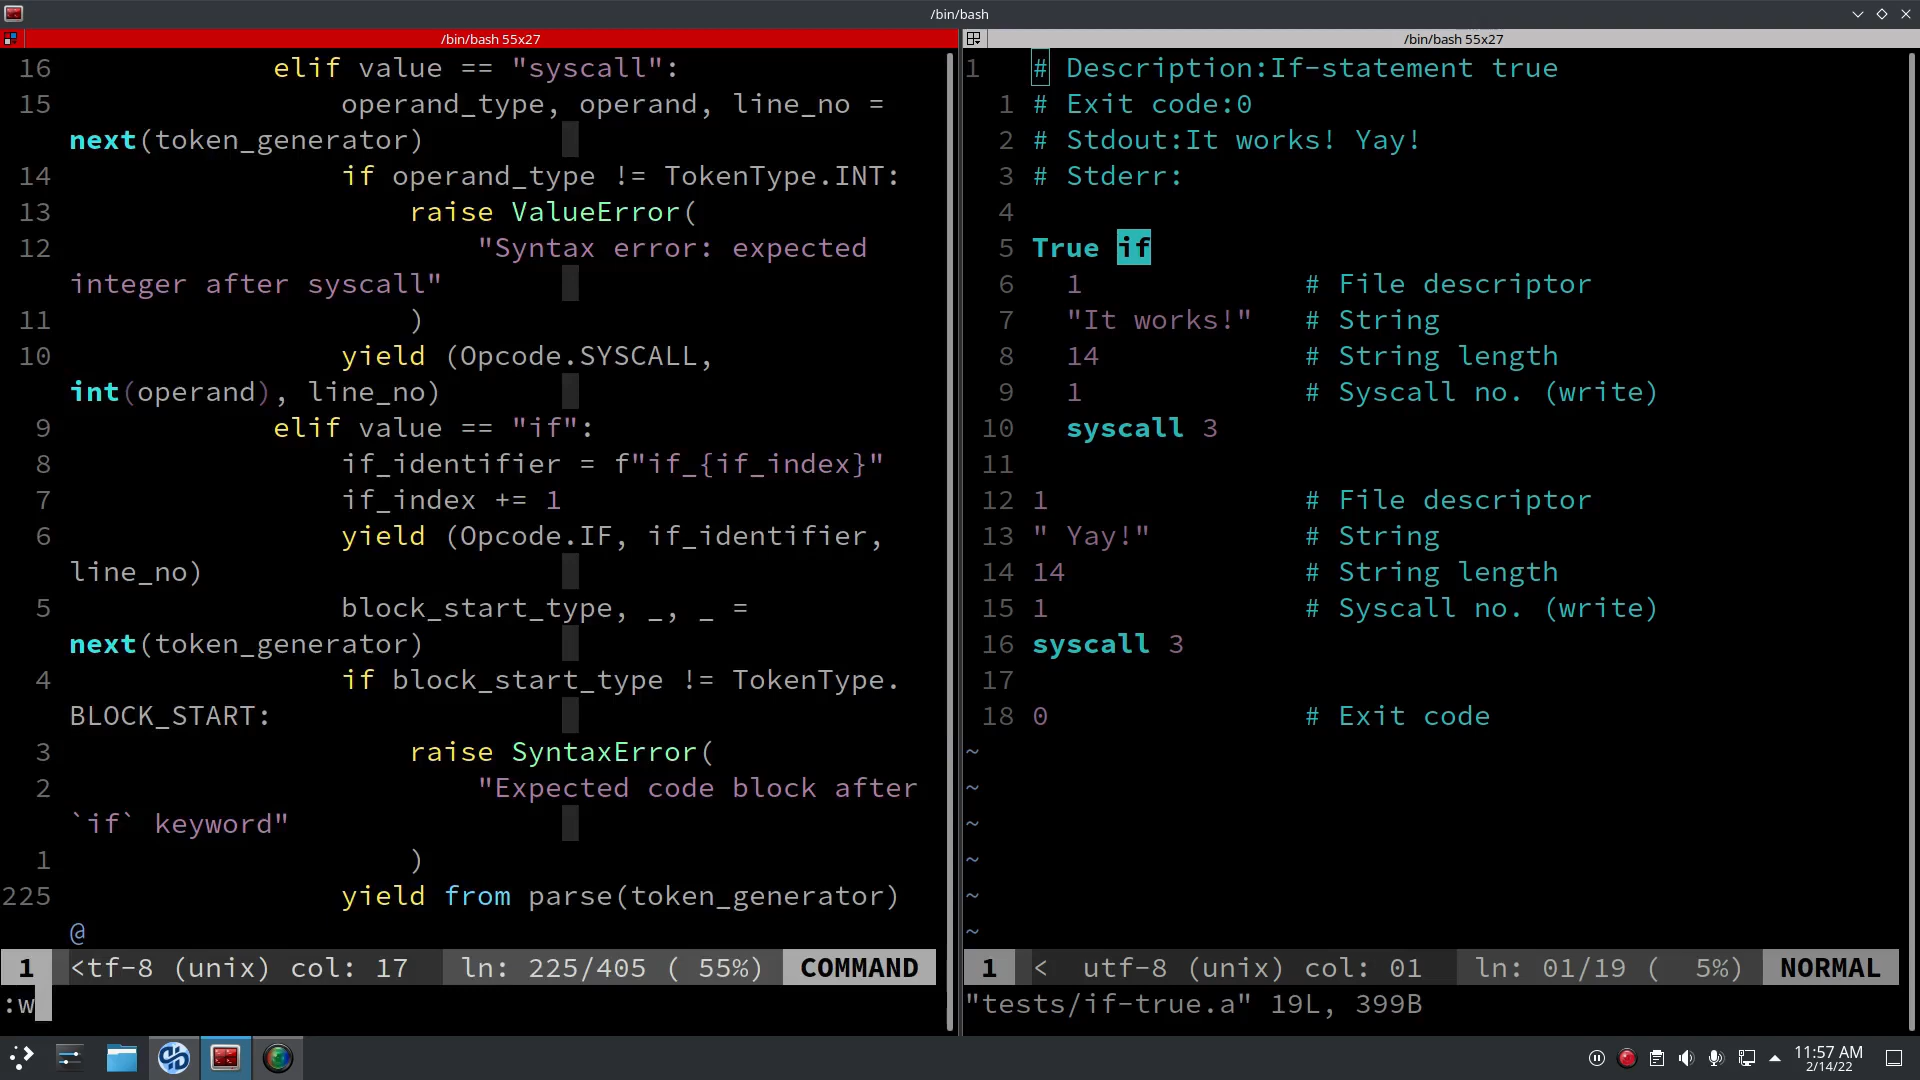 /bin/bash
/bin/bash 55x27
16 elif value == "syscall":
15 operand_type, operand, line_no =
next(token_generator)
14 if operand_type != TokenType.INT:
13 raise ValueError(
12 "Syntax error: expected
integer after syscall"
11 )
10 yield (Opcode.SYSCALL,
int(operand), line_no)
9 elif value == "if":
8 if_identifier = f"if_{if_index}"
7 if_index += 1
6 yield (Opcode.IF, if_identifier,
line_no)
5 block_start_type, _, _ =
next(token_generator)
4 if block_start_type != TokenType.
BLOCK_START:
3 raise SyntaxError(
2 "Expected code block after
`if` keyword"
1 )
225 yield from parse(token_generator)
@
1 <tf-8 (unix) col: 17 ln: 225/405 ( 55%) COMMAND
:w
/bin/bash 55x27
1 # Description:If-statement true
1 # Exit code:0
2 # Stdout:It works! Yay!
3 # Stderr:
4
5 True if
6 1 # File descriptor
7 "It works!" # String
8 14 # String length
9 1 # Syscall no. (write)
10 syscall 3
11
12 1 # File descriptor
13 " Yay!" # String
14 14 # String length
15 1 # Syscall no. (write)
16 syscall 3
17
18 0 # Exit code
~
~
~
~
~
~
1 < utf-8 (unix) col: 01 ln: 01/19 ( 5%) NORMAL
"tests/if-true.a" 19L, 399B
11:57 AM
2/14/22